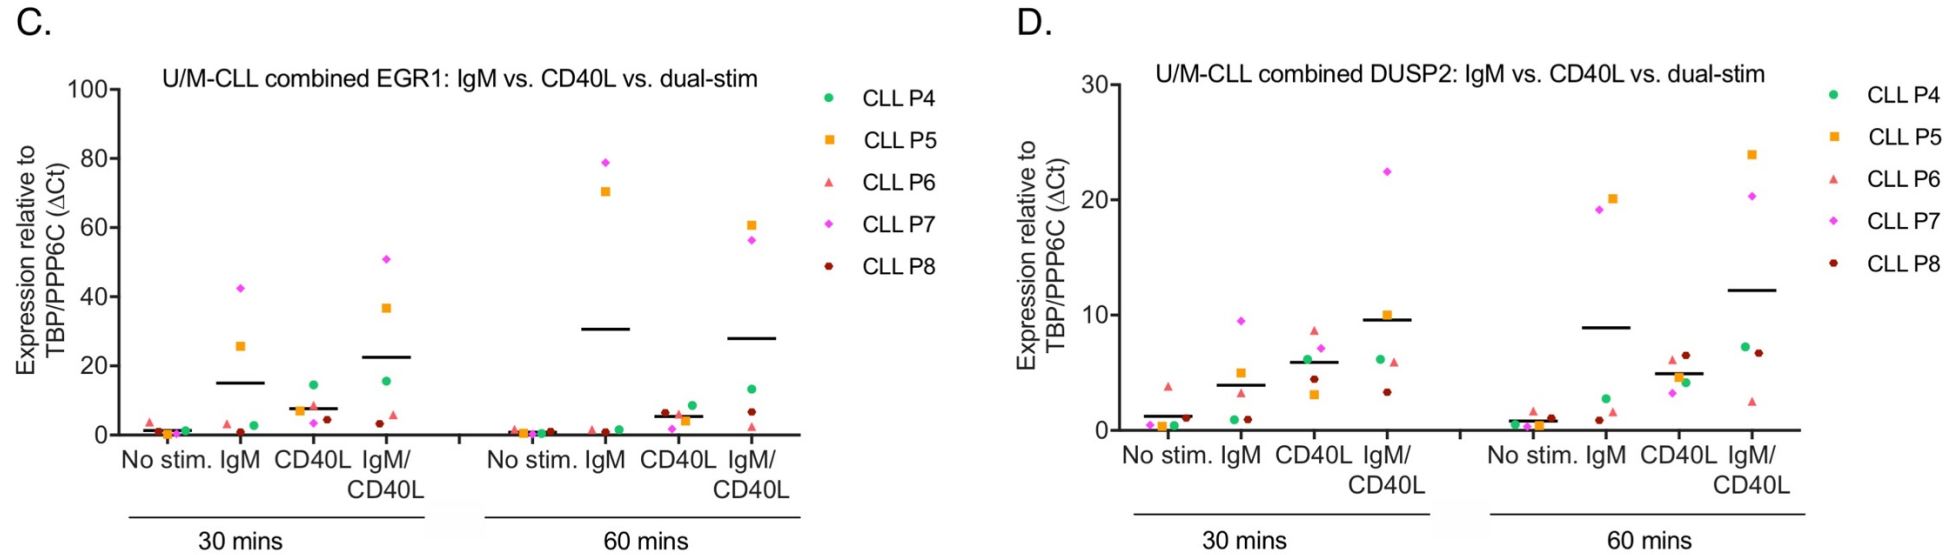 C.
U/M-CLL combined EGR1: IgM vs. CD40L vs. dual-stim
Expression relative to
TBP/PPP6C (ΔCt)
100
80
60
40
20
0
No stim. IgM CD40L IgM/
CD40L
No stim. IgM CD40L IgM/
CD40L
30 mins
60 mins
CLL P4
CLL P5
CLL P6
CLL P7
CLL P8
D.
U/M-CLL combined DUSP2: IgM vs. CD40L vs. dual-stim
Expression relative to
TBP/PPP6C (ΔCt)
30
20
10
0
No stim. IgM CD40L IgM/
CD40L
No stim. IgM CD40L IgM/
CD40L
30 mins
60 mins
CLL P4
CLL P5
CLL P6
CLL P7
CLL P8